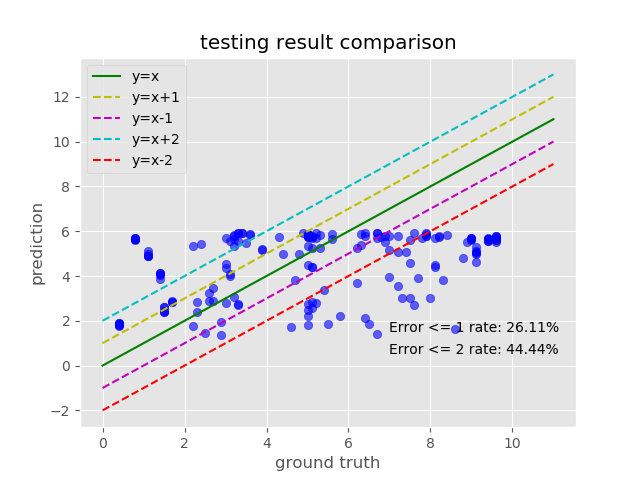 testing result comparison
y=x
y=x+1
y=x-1
y=x+2
y=x-2
12
10
8
6
4
2
0
−2
prediction
Error <= 1 rate: 26.11%
Error <= 2 rate: 44.44%
0 2 4 6 8 10
ground truth